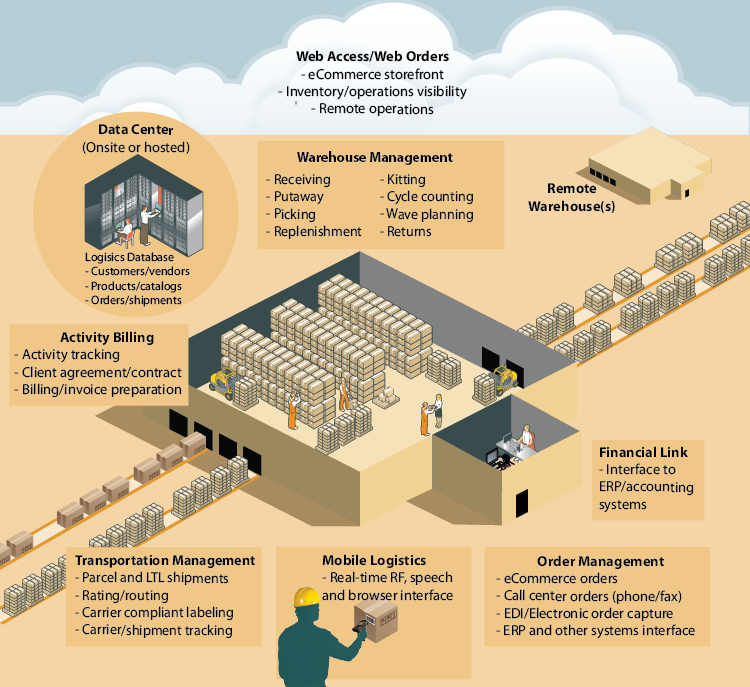 Web Access/Web Orders
- eCommerce storefront
- Inventory/operations visibility
- Remote operations
Data Center
(Onsite or hosted)
Logisics Database
- Customers/vendors
- Products/catalogs
- Orders/shipments
Warehouse Management
- Receiving
- Putaway
- Picking
- Replenishment
- Kitting
- Cycle counting
- Wave planning
- Returns
Remote
Warehouse(s)
Activity Billing
- Activity tracking
- Client agreement/contract
- Billing/invoice preparation
Financial Link
- Interface to
ERP/accounting
systems
Transportation Management
- Parcel and LTL shipments
- Rating/routing
- Carrier compliant labeling
- Carrier/shipment tracking
Mobile Logistics
- Real-time RF, speech
and browser interface
Order Management
- eCommerce orders
- Call center orders (phone/fax)
- EDI/Electronic order capture
- ERP and other systems interface